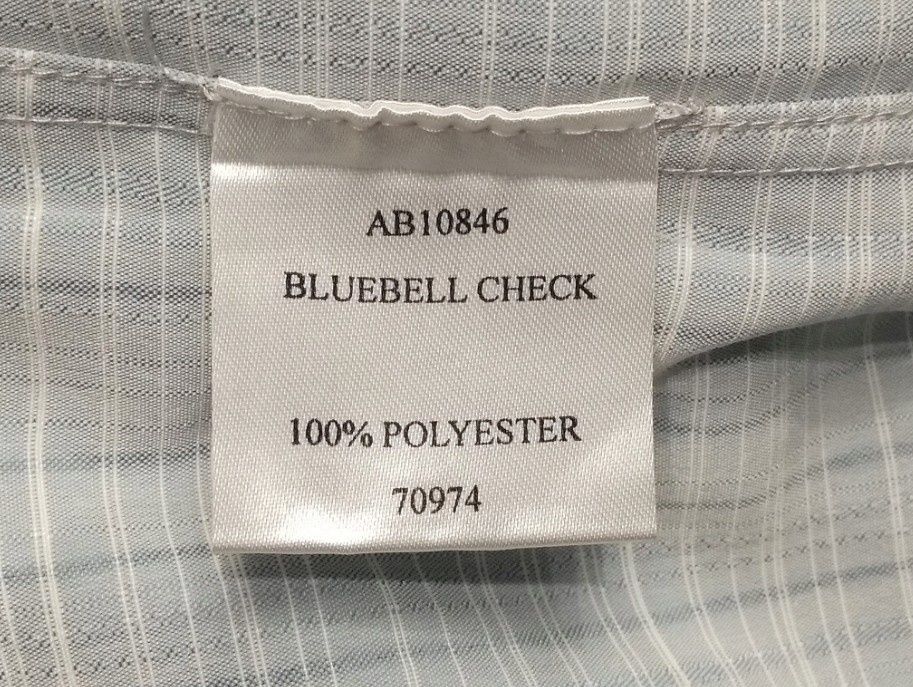 AB10846
BLUEBELL CHECK
100% POLYESTER
70974